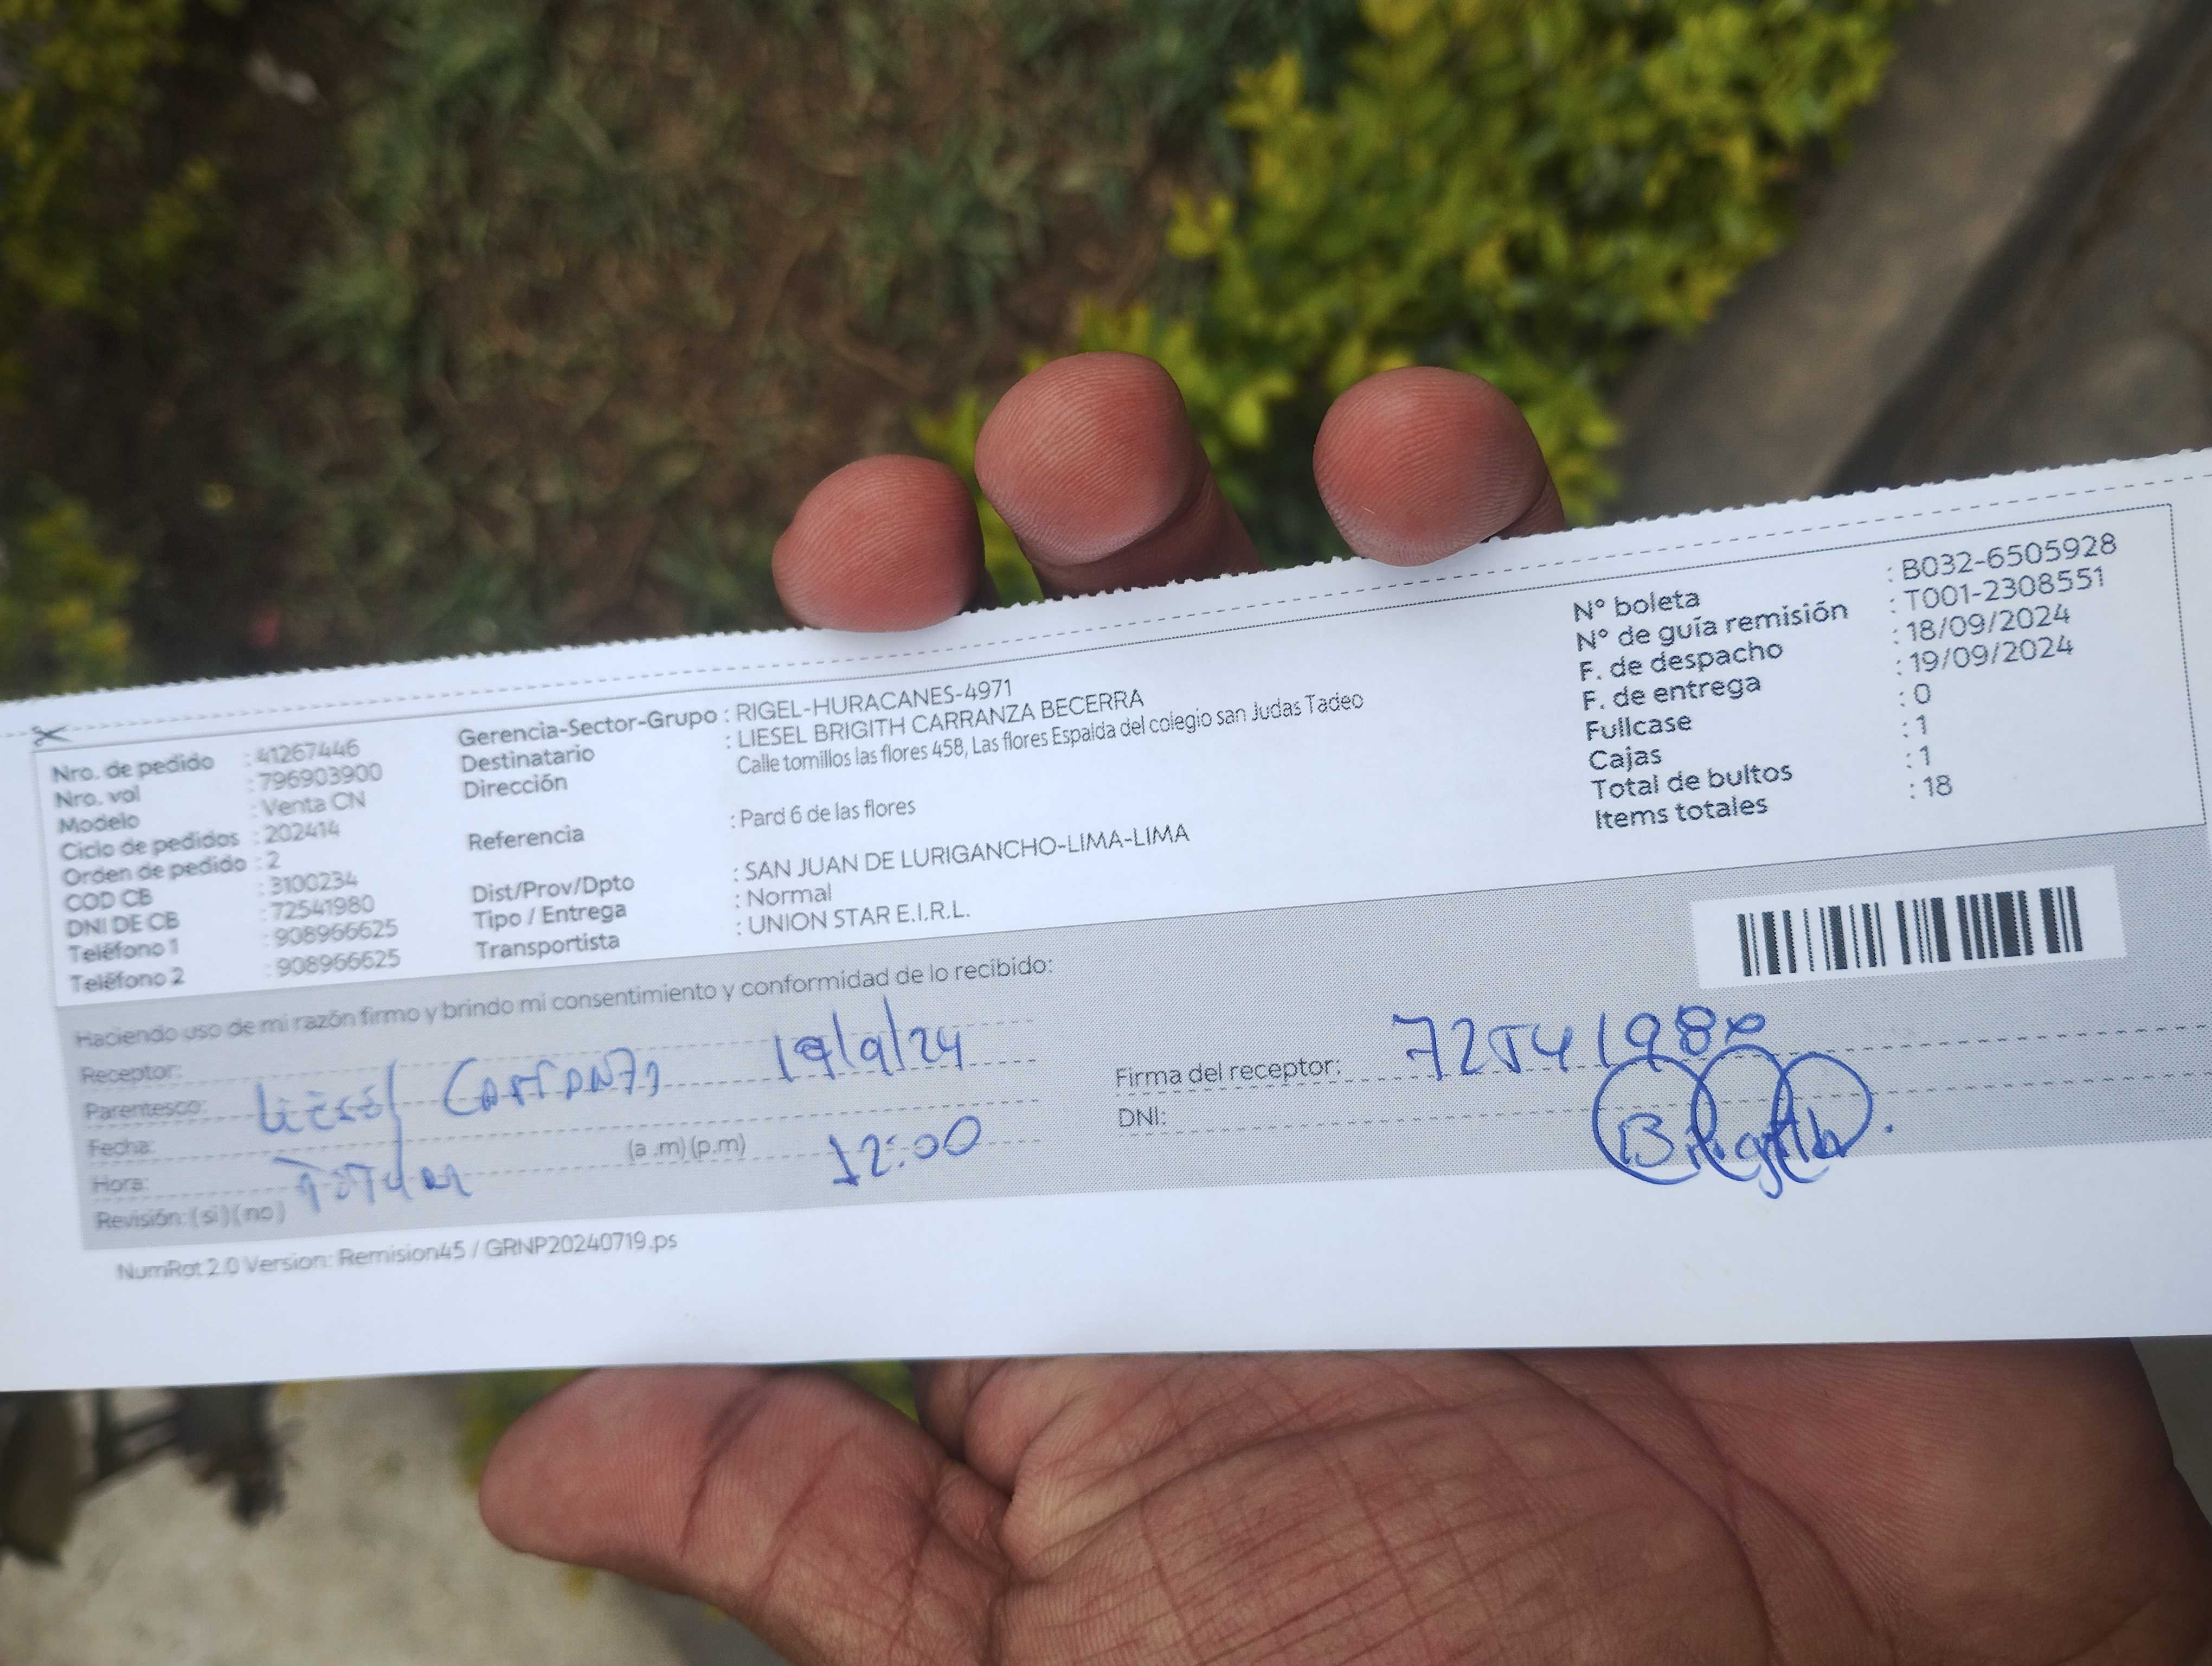 Nro. de pedido : 41267446
Nro. vol : 796903900
Modelo : Venta CN
Ciclo de pedidos : 202414
Orden de pedido : 2
COD CB : 3100234
DNI DE CB : 72541980
Teléfono 1 : 908966625
Teléfono 2 : 908966625
Gerencia-Sector-Grupo : RIGEL-HURACANES-4971
Destinatario : LIESEL BRIGITH CARRANZA BECERRA
Dirección : Calle tomillos las flores 458, Las flores Espalda del colegio san Judas Tadeo
Referencia : Pard 6 de las flores
Dist/Prov/Dpto : SAN JUAN DE LURIGANCHO-LIMA-LIMA
Tipo / Entrega : Normal
Transportista : UNION STAR E.I.R.L.
N° boleta : B032-6505928
N° de guía remisión : T001-2308551
F. de despacho : 18/09/2024
F. de entrega : 19/09/2024
Fullcase : 0
Cajas : 1
Total de bultos : 1
Items totales : 18
Haciendo uso de mi razón firmo y brindo mi consentimiento y conformidad de lo recibido:
Receptor:
Parentesco: Liesel Carranza 19/9/24
Fecha:
Hora: (a .m) (p.m) 12:00
Revisión: (si) (no)
Firma del receptor: 72541980
DNI: Brigith
NumRot 2.0 Version: Remision45 / GRNP20240719.ps